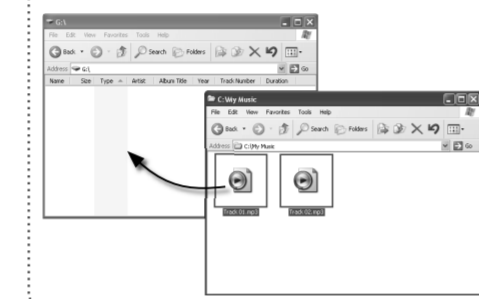 G:\
File Edit View Favorites Tools Help
Back Search Folders
Address G:\ Go
Name Size Type Artist Album Title Year Track Number Duration
C:\My Music
File Edit View Favorites Tools Help
Back Search Folders
Address C:\My Music Go
Track 01.mp3 Track 02.mp3